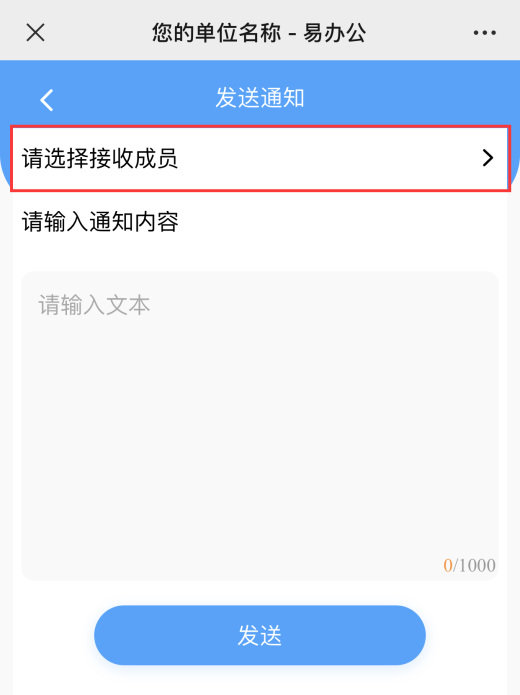 您的单位名称 - 易办公
发送通知
请选择接收成员
请输入通知内容
请输入文本
0/1000
发送